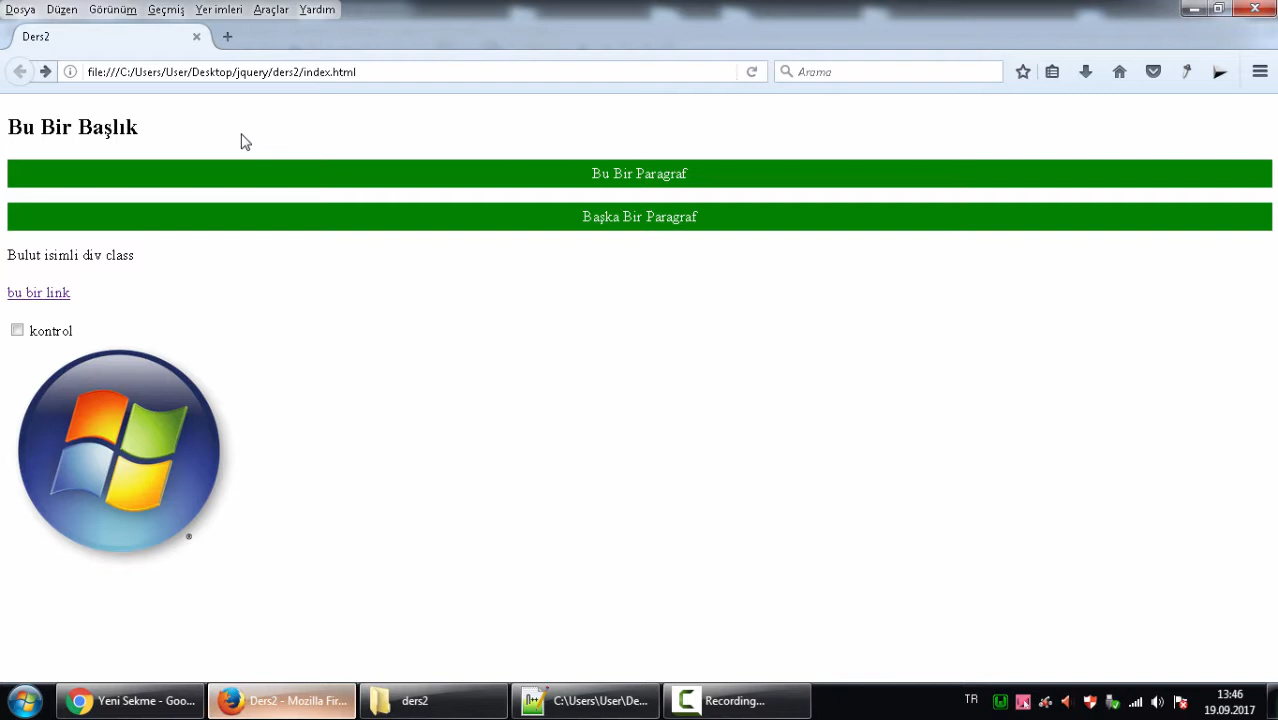 Dosya Düzen Görünüm Geçmiş Yer imleri Araçlar Yardım
Ders2
file:///C:/Users/User/Desktop/jquery/ders2/index.html
Arama
Bu Bir Başlık
Bu Bir Paragraf
Başka Bir Paragraf
Bulut isimli div class
bu bir link
kontrol
®
Yeni Sekme - Goo...
Ders2 - Mozilla Fir...
ders2
C:\Users\User\De...
Recording...
TR
13:46
19.09.2017